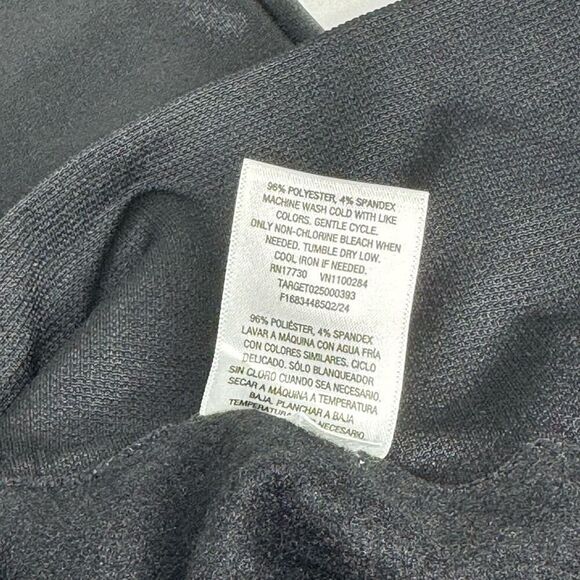 96% POLYESTER, 4% SPANDEX
MACHINE WASH COLD WITH LIKE
COLORS. GENTLE CYCLE.
ONLY NON-CHLORINE BLEACH WHEN
NEEDED. TUMBLE DRY LOW.
COOL IRON IF NEEDED.
RN17730 VN1100284
TARGET025000393
F1683448502/24
96% POLIÉSTER, 4% SPANDEX
LAVAR A MÁQUINA CON AGUA FRÍA
CON COLORES SIMILARES. CICLO
DELICADO. SÓLO BLANQUEADOR
SIN CLORO CUANDO SEA NECESARIO.
SECAR A MÁQUINA A TEMPERATURA
BAJA. PLANCHAR A BAJA
TEMPERATURA SI NECESARIO.